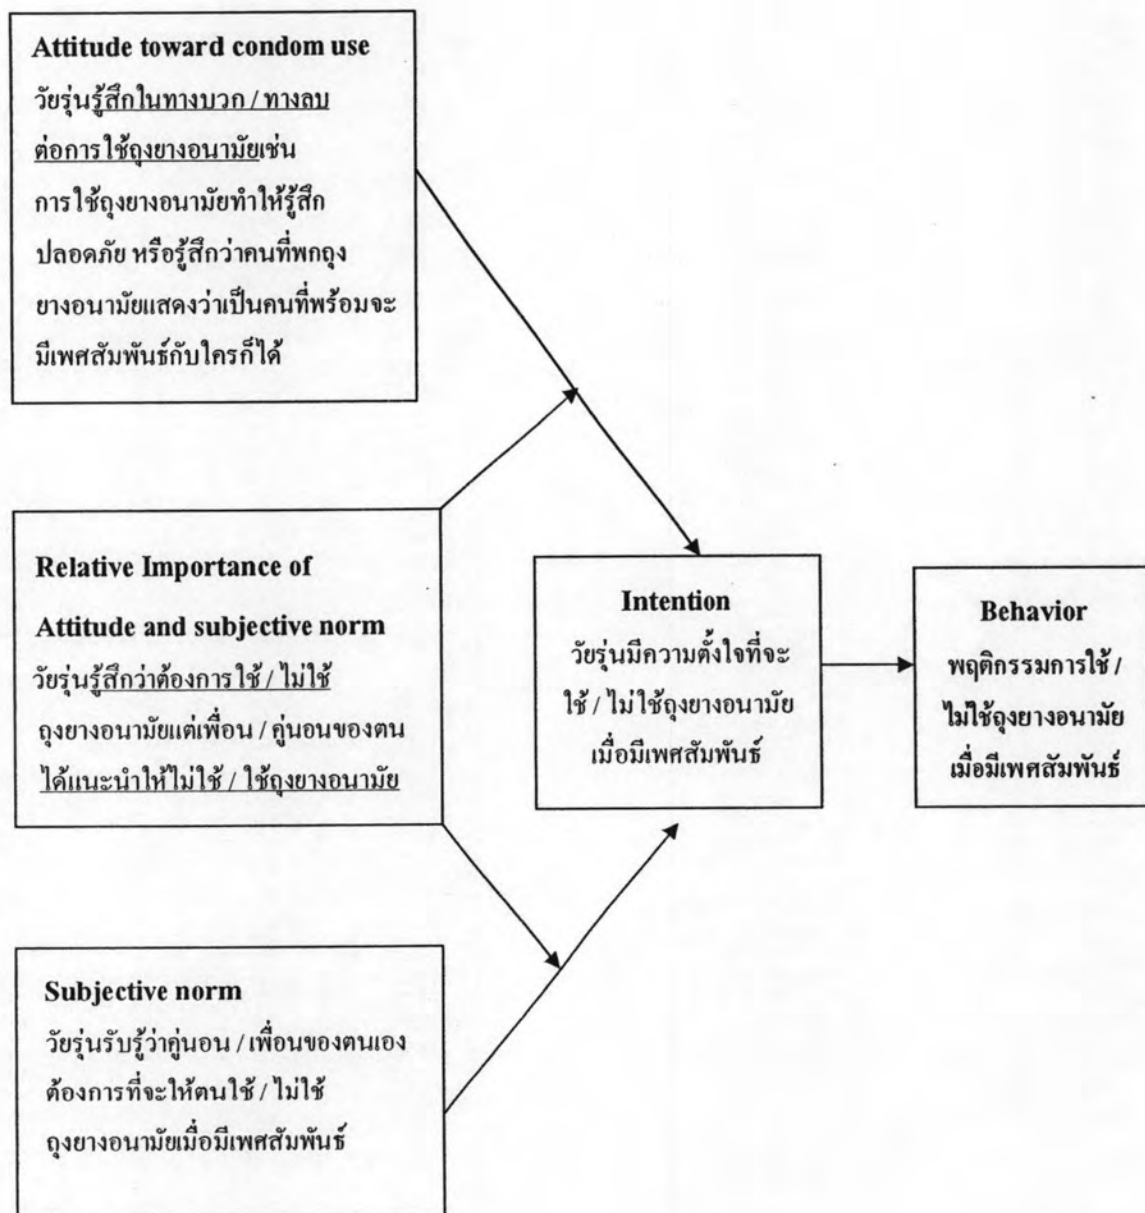 Attitude toward condom use
วัยรุ่นรู้สึกในทางบวก / ทางลบ
ต่อการใช้ถุงยางอนามัยเช่น
การใช้ถุงยางอนามัยทำให้รู้สึก
ปลอดภัย หรือรู้สึกว่าคนที่พกถุง
ยางอนามัยแสดงว่าเป็นคนที่พร้อมจะ
มีเพศสัมพันธ์กับใครก็ได้
Relative Importance of
Attitude and subjective norm
วัยรุ่นรู้สึกว่าต้องการใช้ / ไม่ใช้
ถุงยางอนามัยแต่เพื่อน / คู่นอนของตน
ได้แนะนำให้ไม่ใช้ / ใช้ถุงยางอนามัย
Subjective norm
วัยรุ่นรับรู้ว่าคู่นอน / เพื่อนของตนเอง
ต้องการที่จะให้ตนใช้ / ไม่ใช้
ถุงยางอนามัยเมื่อมีเพศสัมพันธ์
Intention
วัยรุ่นมีความตั้งใจที่จะ
ใช้ / ไม่ใช้ถุงยางอนามัย
เมื่อมีเพศสัมพันธ์
Behavior
พฤติกรรมการใช้ /
ไม่ใช้ถุงยางอนามัย
เมื่อมีเพศสัมพันธ์